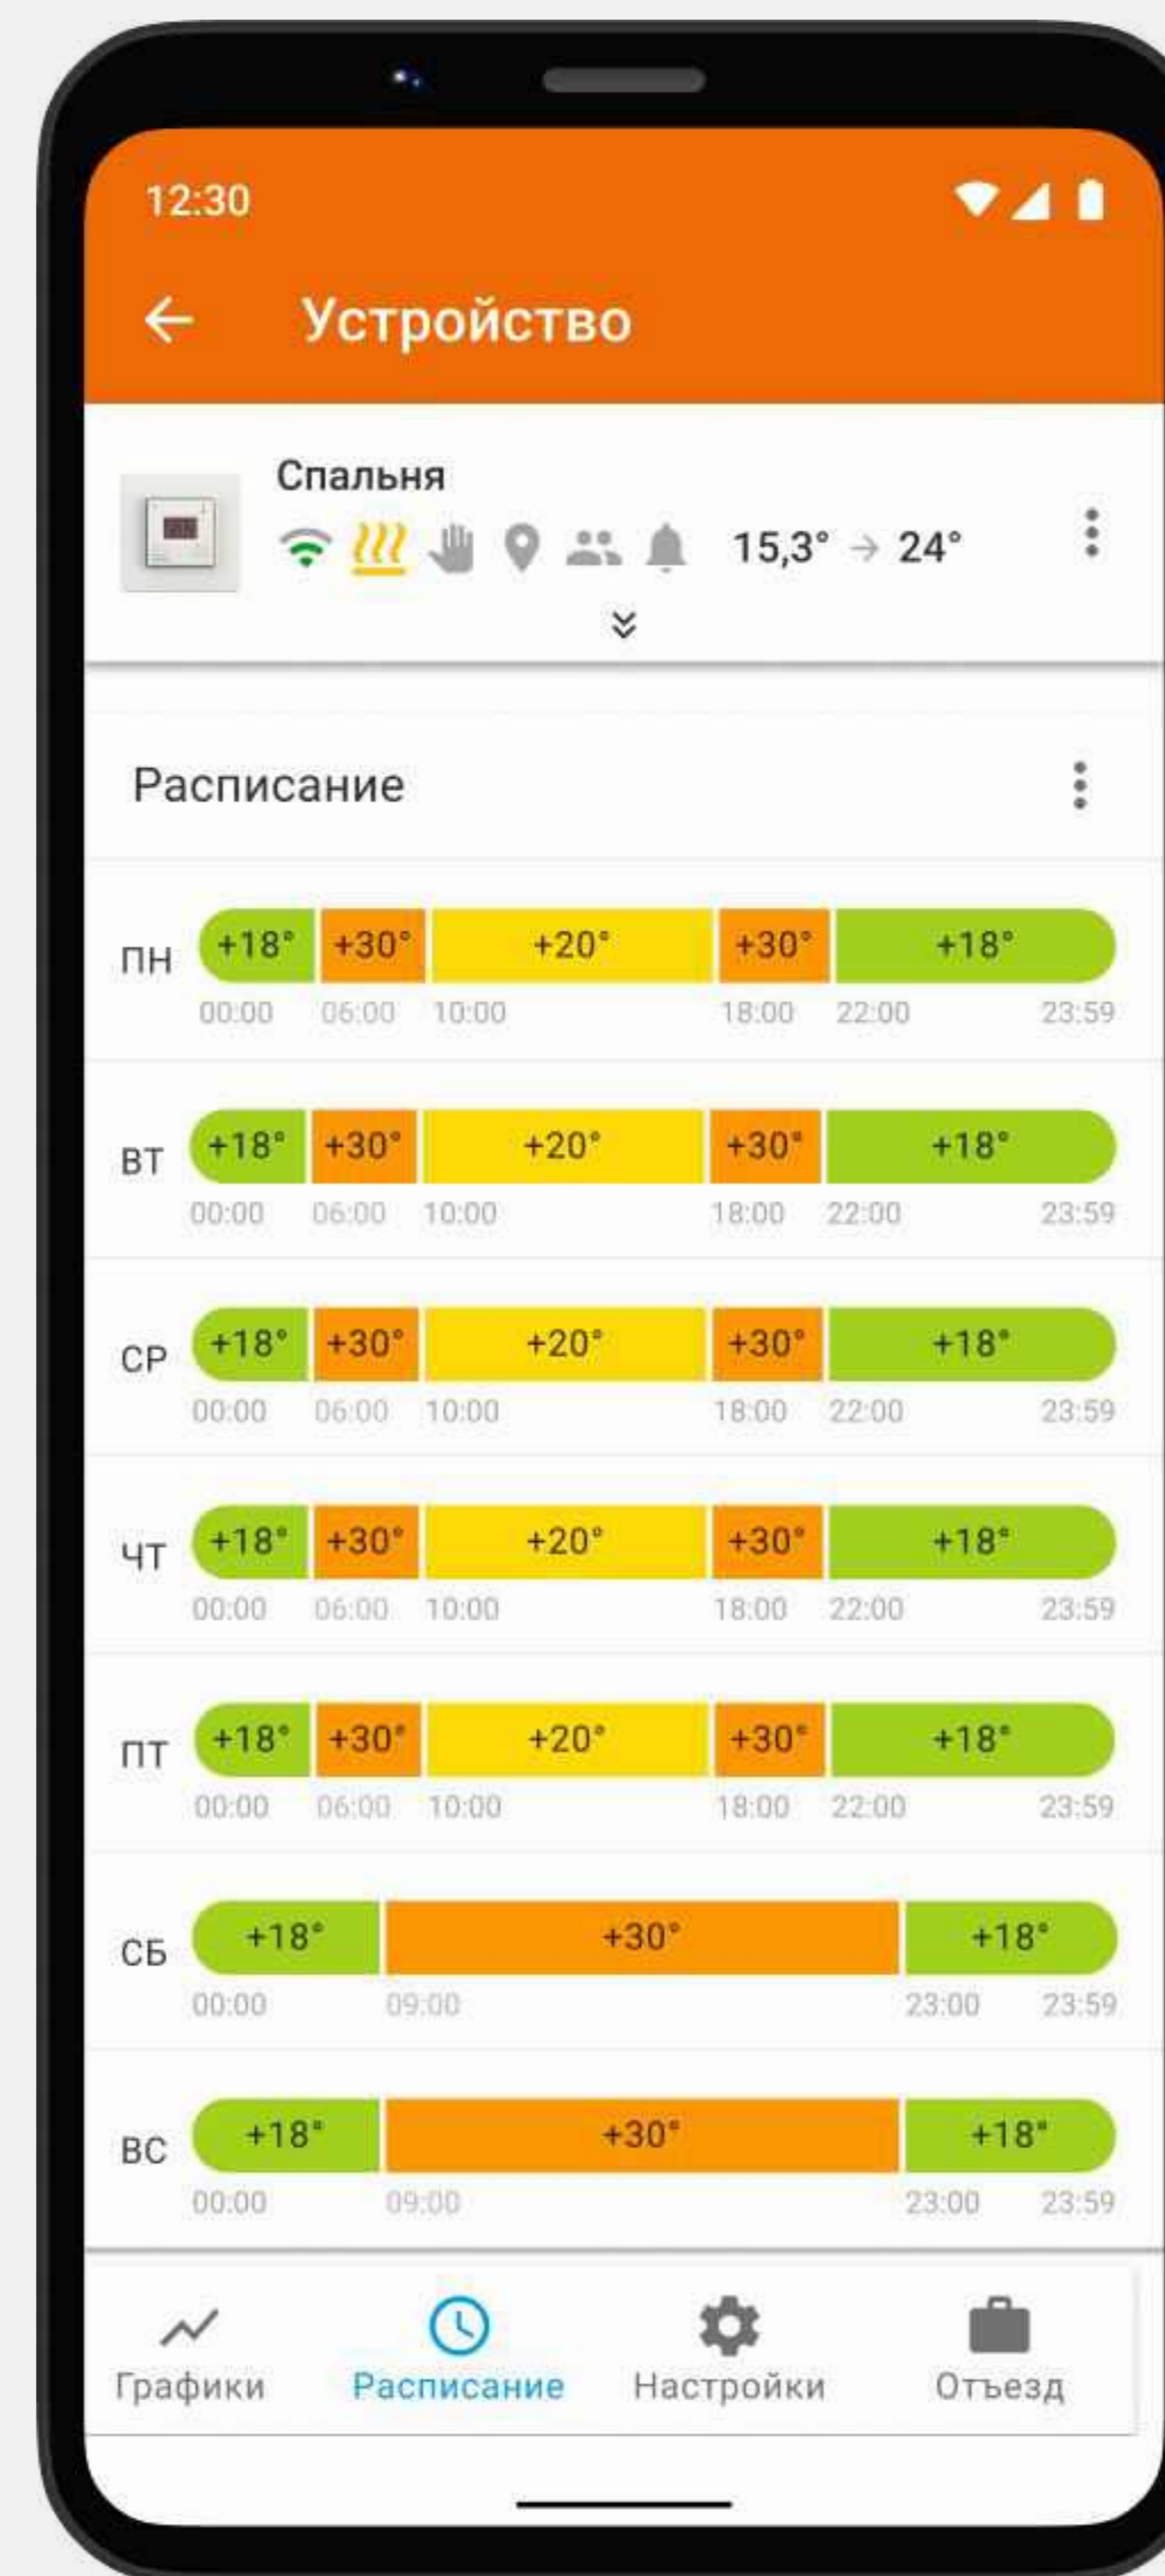 12:30
Устройство
Спальня
15,3° → 24°
Расписание
ПН +18° +30° +20° +30° +18°
00:00 06:00 10:00 18:00 22:00 23:59
ВТ +18° +30° +20° +30° +18°
00:00 06:00 10:00 18:00 22:00 23:59
СР +18° +30° +20° +30° +18°
00:00 06:00 10:00 18:00 22:00 23:59
ЧТ +18° +30° +20° +30° +18°
00:00 06:00 10:00 18:00 22:00 23:59
ПТ +18° +30° +20° +30° +18°
00:00 06:00 10:00 18:00 22:00 23:59
СБ +18° +30° +18°
00:00 09:00 23:00 23:59
ВС +18° +30° +18°
00:00 09:00 23:00 23:59
Графики Расписание Настройки Отъезд